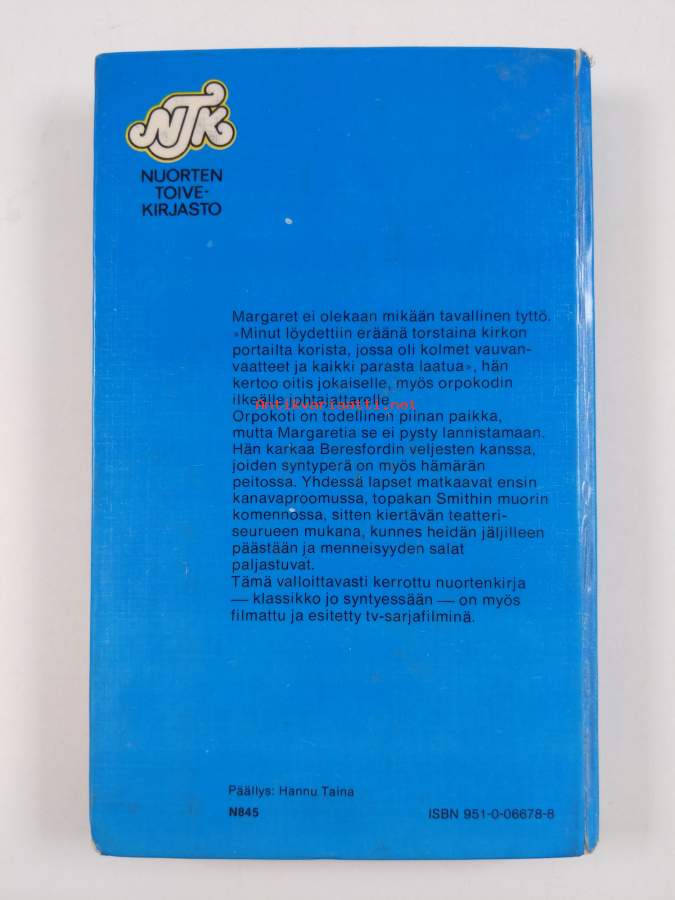 NTK
NUORTEN
TOIVE-
KIRJASTO
Margaret ei olekaan mikään tavallinen tyttö.
»Minut löydettiin eräänä torstaina kirkon
portailta korista, jossa oli kolmet vauvan-
vaatteet ja kaikki parasta laatua», hän
kertoo oitis jokaiselle, myös orpokodin
ilkeälle johtajattarelle.
Antikvariaatti.net
Orpokoti on todellinen piinan paikka,
mutta Margaretia se ei pysty lannistamaan.
Hän karkaa Beresfordin veljesten kanssa,
joiden syntyperä on myös hämärän
peitossa. Yhdessä lapset matkaavat ensin
kanavaproomussa, topakan Smithin muorin
komennossa, sitten kiertävän teatteri-
seurueen mukana, kunnes heidän jäljilleen
päästään ja menneisyyden salat
paljastuvat.
Tämä valloittavasti kerrottu nuortenkirja
— klassikko jo syntyessään — on myös
filmattu ja esitetty tv-sarjafilminä.
Päällys: Hannu Taina
N845 ISBN 951-0-06678-8